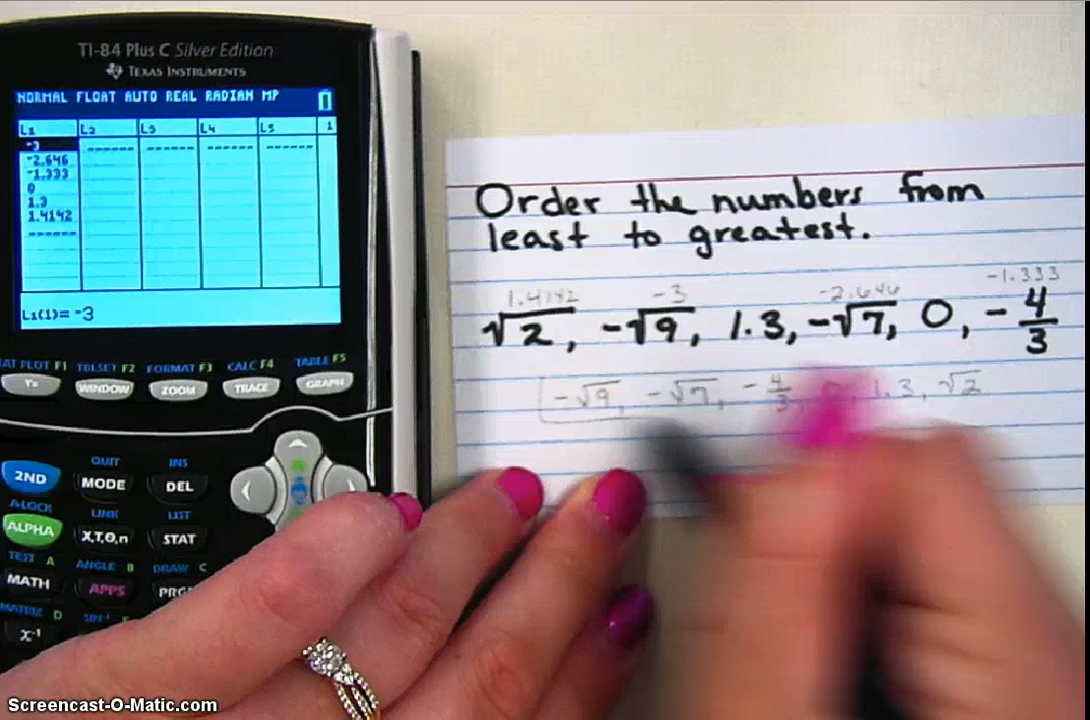 TI-84 Plus C Silver Edition
TEXAS INSTRUMENTS
NORMAL FLOAT AUTO REAL RADIAN MP
L1 L2 L3 L4 L5 1
-3 ------ ------ ------ ------
-2.646
-1.333
0
1.3
1.4142
------
L1(1)= -3
Order the numbers from
least to greatest.
1.4142 -3 -2.646 -1.333
√2, -√9, 1.3, -√7, 0, -4/3
-√9, -√7, -4/3, 0, 1.3, √2
STAT PLOT F1 TBLSET F2 FORMAT F3 CALC F4 TABLE F5
Y= WINDOW ZOOM TRACE GRAPH
QUIT INS
2ND MODE DEL
A-LOCK LINK LIST
ALPHA X,T,θ,n STAT
TEST A ANGLE B DRAW C
MATH APPS
MATRIX D
x⁻¹
Screencast-O-Matic.com